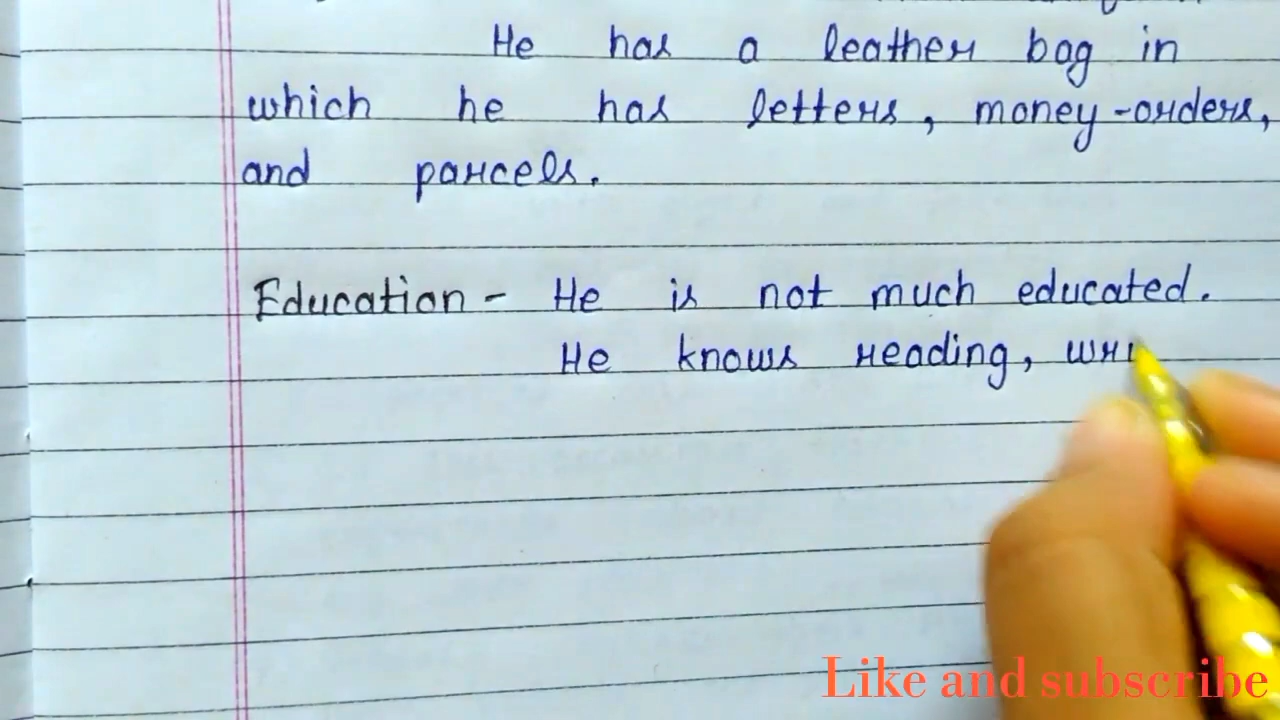 He has a leather bag in
which he has letters, money-orders,
and parcels.
Education - He is not much educated.
He knows reading, wri
Like and subscribe